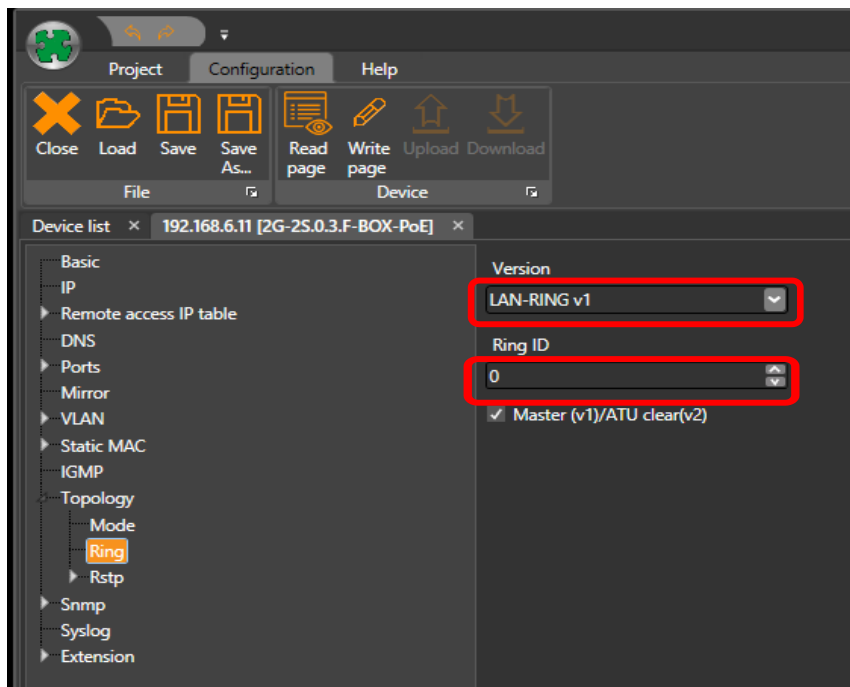 Project Configuration Help
Close Load Save Save As... Read page Write page Upload Download
File Device
Device list × 192.168.6.11 [2G-2S.0.3.F-BOX-PoE] ×
Basic
IP
Remote access IP table
DNS
Ports
Mirror
VLAN
Static MAC
IGMP
Topology
Mode
Ring
Rstp
Snmp
Syslog
Extension
Version
LAN-RING v1
Ring ID
0
Master (v1)/ATU clear(v2)